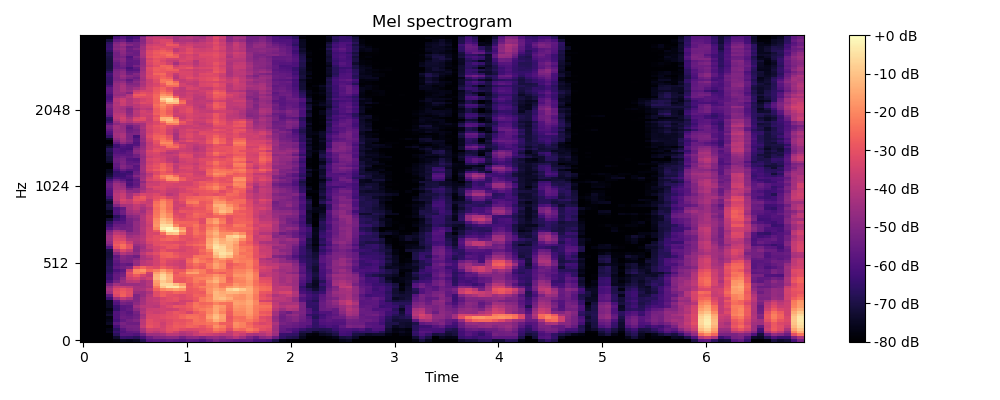 Mel spectrogram
+0 dB
-10 dB
2048
-20 dB
-30 dB
1024
-40 dB
Hz
-50 dB
512
-60 dB
-70 dB
0
-80 dB
0 1 2 3 4 5 6
Time